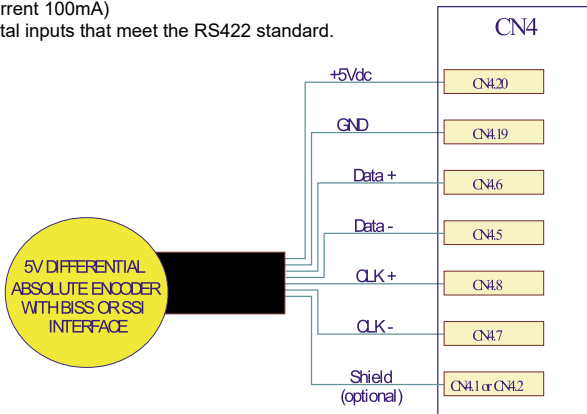 rrent 100mA)
tal inputs that meet the RS422 standard.
CN4
+5Vdc
CN4.20
GND
CN4.19
Data +
CN4.6
Data -
CN4.5
CLK +
CN4.8
CLK -
CN4.7
Shield
(optional)
CN4.1 or CN4.2
5V DIFFERENTIAL
ABSOLUTE ENCODER
WITH BISS OR SSI
INTERFACE